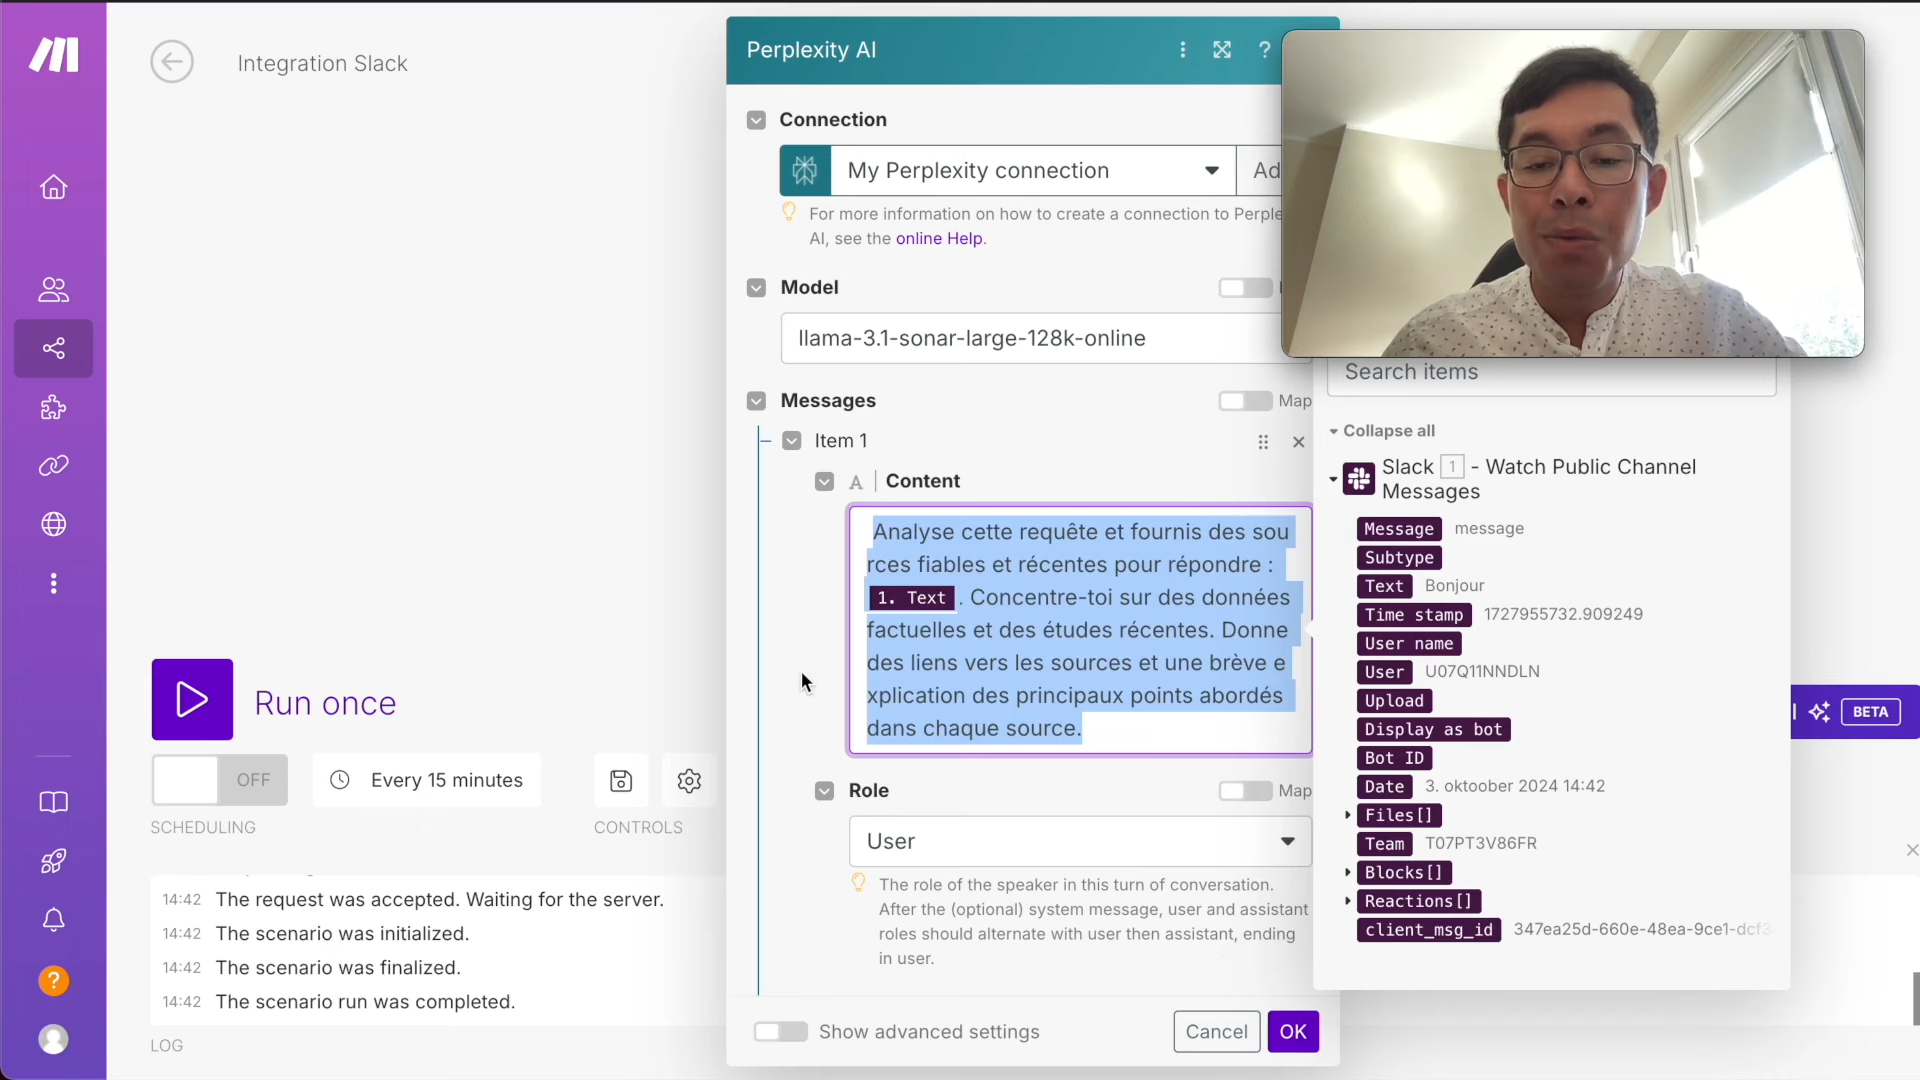 Integration Slack
Perplexity AI
?
Connection
My Perplexity connection
Ad
For more information on how to create a connection to Perple
AI, see the online Help.
Model
llama-3.1-sonar-large-128k-online
Messages
Map
Item 1
A
Content
Analyse cette requête et fournis des sou
rces fiables et récentes pour répondre :
1. Text . Concentre-toi sur des données
factuelles et des études récentes. Donne
des liens vers les sources et une brève e
xplication des principaux points abordés
dans chaque source.
Role
Map
User
The role of the speaker in this turn of conversation.
After the (optional) system message, user and assistant
roles should alternate with user then assistant, ending
in user.
Show advanced settings
Cancel
OK
Search items
Collapse all
Slack 1 - Watch Public Channel
Messages
Message message
Subtype
Text Bonjour
Time stamp 1727955732.909249
User name
User U07Q11NNDLN
Upload
Display as bot
Bot ID
Date 3. oktoober 2024 14:42
Files[]
Team T07PT3V86FR
Blocks[]
Reactions[]
client_msg_id 347ea25d-660e-48ea-9ce1-dcf3
BETA
Run once
OFF
Every 15 minutes
SCHEDULING
CONTROLS
14:42 The request was accepted. Waiting for the server.
14:42 The scenario was initialized.
14:42 The scenario was finalized.
14:42 The scenario run was completed.
LOG
?